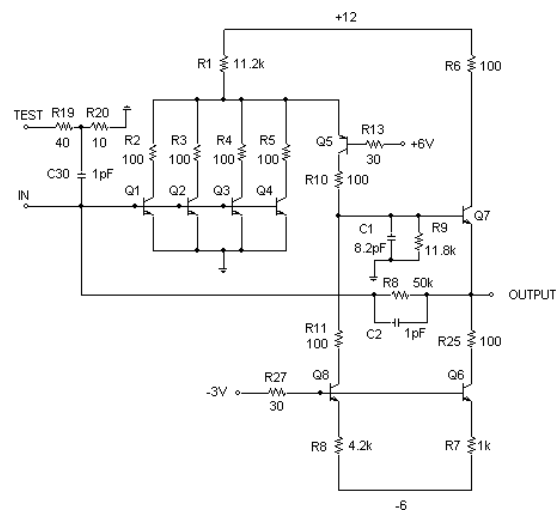 +12
R1 11.2k
R6 100
TEST R19 R20
40 10
R2 100
R3 100
R4 100
R5 100
Q5 R13 +6V
30
C30 1pF
R10 100
IN Q1 Q2 Q3 Q4
Q7
C1 8.2pF
R9 11.8k
R8 50k
OUTPUT
C2 1pF
R11 100
R25 100
-3V R27 30
Q8 Q6
R8 4.2k
R7 1k
-6